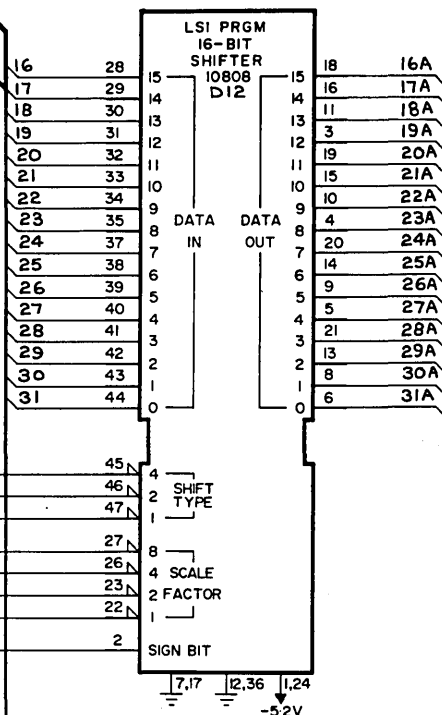 LSI PRGM
16-BIT
SHIFTER
10808
D12
16 28 15 15 18 16A
17 29 14 14 16 17A
18 30 13 13 11 18A
19 31 12 12 3 19A
20 32 11 11 19 20A
21 33 10 10 15 21A
22 34 9 9 10 22A
23 35 8 DATA DATA 8 4 23A
24 37 7 IN OUT 7 20 24A
25 38 6 6 14 25A
26 39 5 5 9 26A
27 40 4 4 5 27A
28 41 3 3 21 28A
29 42 2 2 13 29A
30 43 1 1 8 30A
31 44 0 0 6 31A
45 4
46 2 SHIFT
47 1 TYPE
27 8
26 4 SCALE
23 2 FACTOR
22 1
2 SIGN BIT
7,17 12,36 1,24
-5.2V